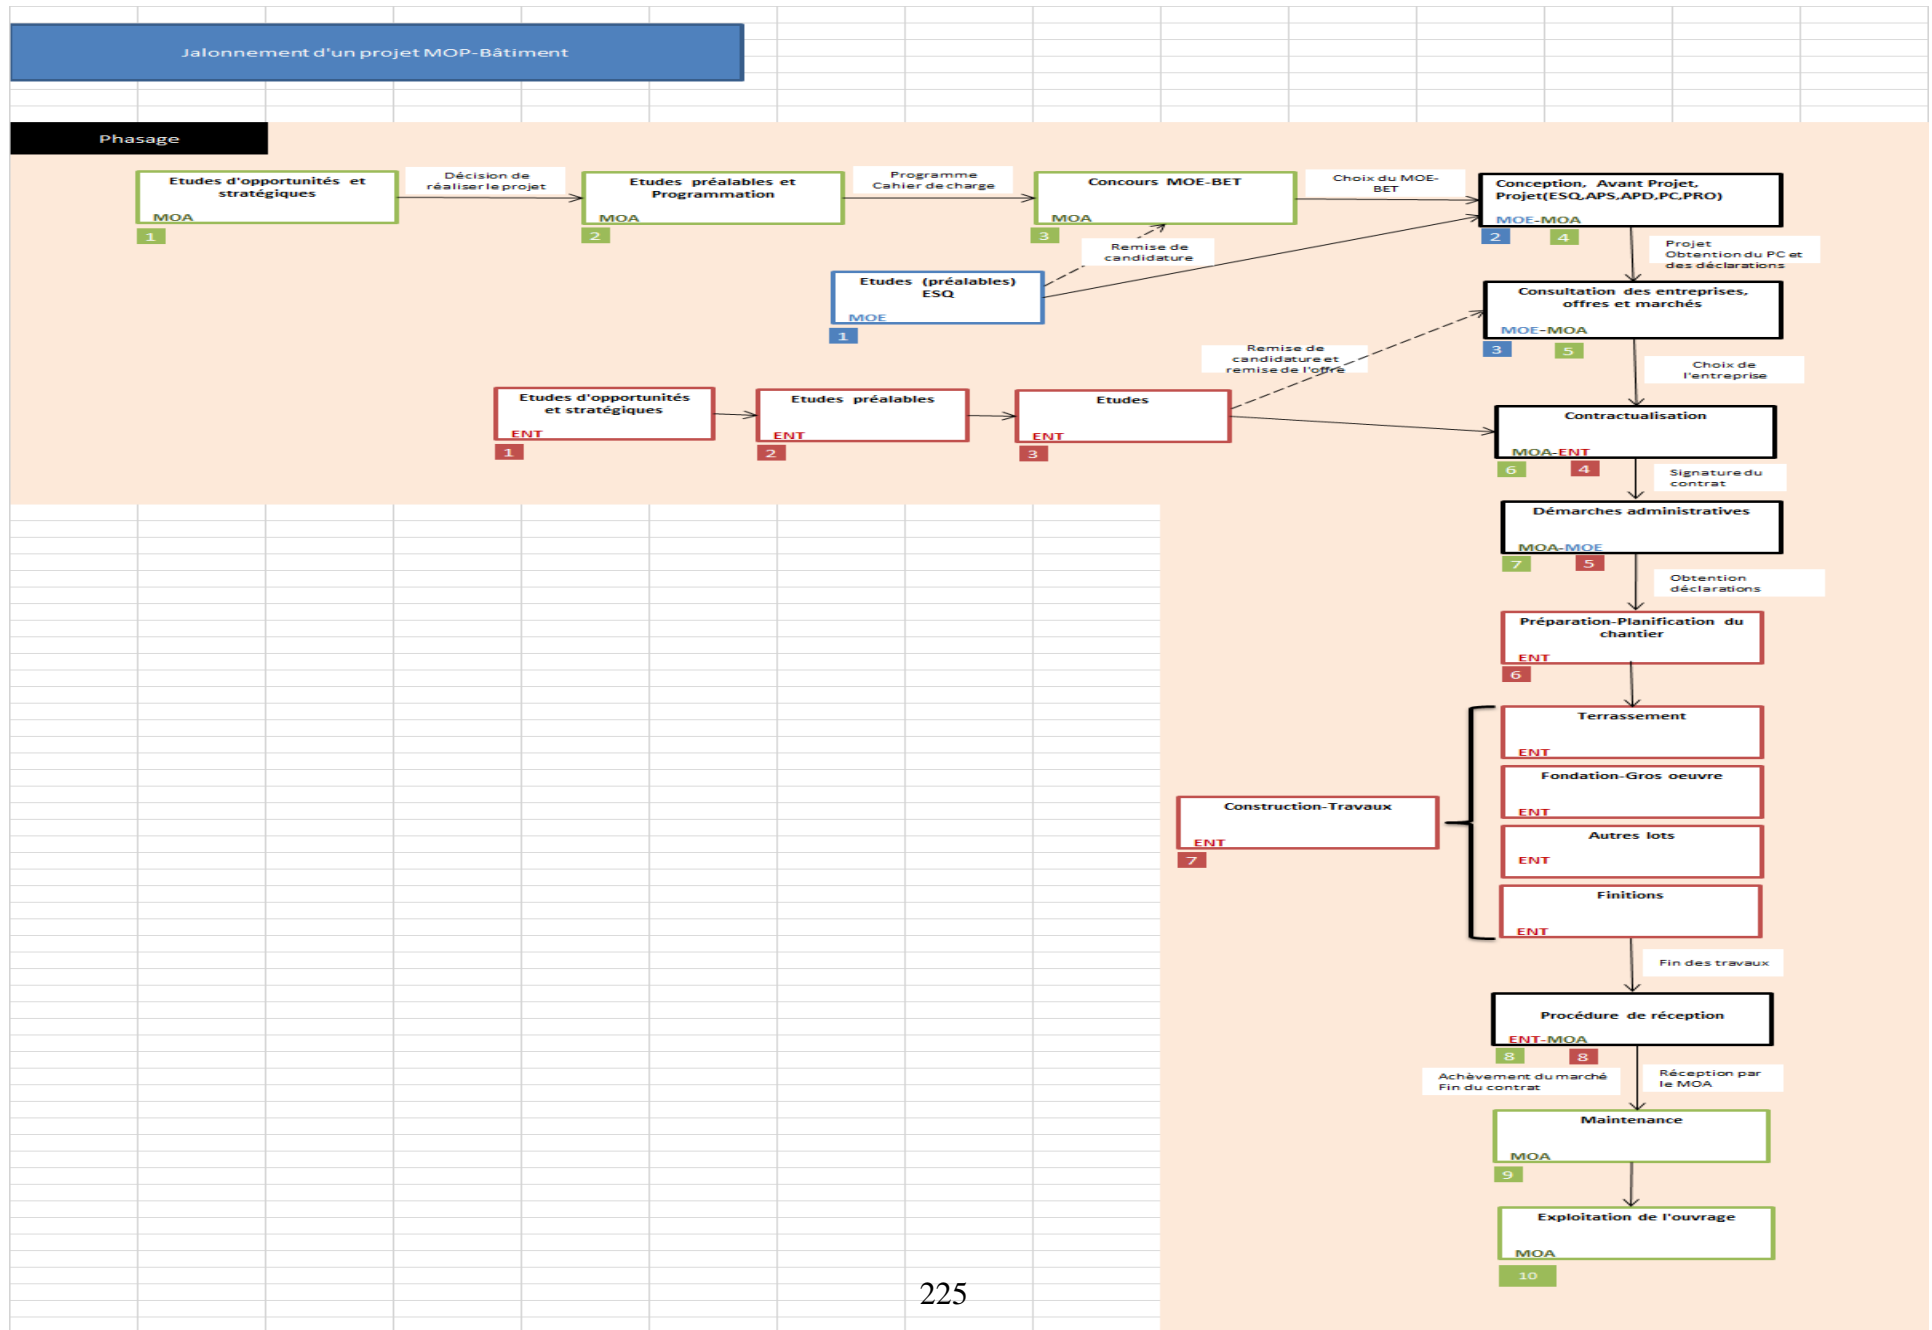 Jalonnement d'un projet MOP-Bâtiment
Phasage
Etudes d'opportunités et
stratégiques
MOA
1
Décision de
réaliser le projet
Etudes préalables et
Programmation
MOA
2
Programme
Cahier de charge
Concours MOE-BET
MOA
3
Choix du MOE-
BET
Conception, Avant Projet,
Projet(ESQ,APS,APD,PC,PRO)
MOE-MOA
2
4
Remise de
candidature
Projet
Obtention du PC et
des déclarations
Etudes (préalables)
ESQ
MOE
1
Consultation des entreprises,
offres et marchés
MOE-MOA
3
5
Remise de
candidature et
remise de l'offre
Choix de
l'entreprise
Etudes d'opportunités
et stratégiques
ENT
1
Etudes préalables
ENT
2
Etudes
ENT
3
Contractualisation
MOA-ENT
6
4
Signature du
contrat
Démarches administratives
MOA-MOE
7
5
Obtention
déclarations
Préparation-Planification du
chantier
ENT
6
Terrassement
ENT
Fondation-Gros oeuvre
ENT
Construction-Travaux
ENT
7
Autres lots
ENT
Finitions
ENT
Fin des travaux
Procédure de réception
ENT-MOA
8
8
Achèvement du marché
Fin du contrat
Réception par
le MOA
Maintenance
MOA
9
Exploitation de l'ouvrage
MOA
10
225